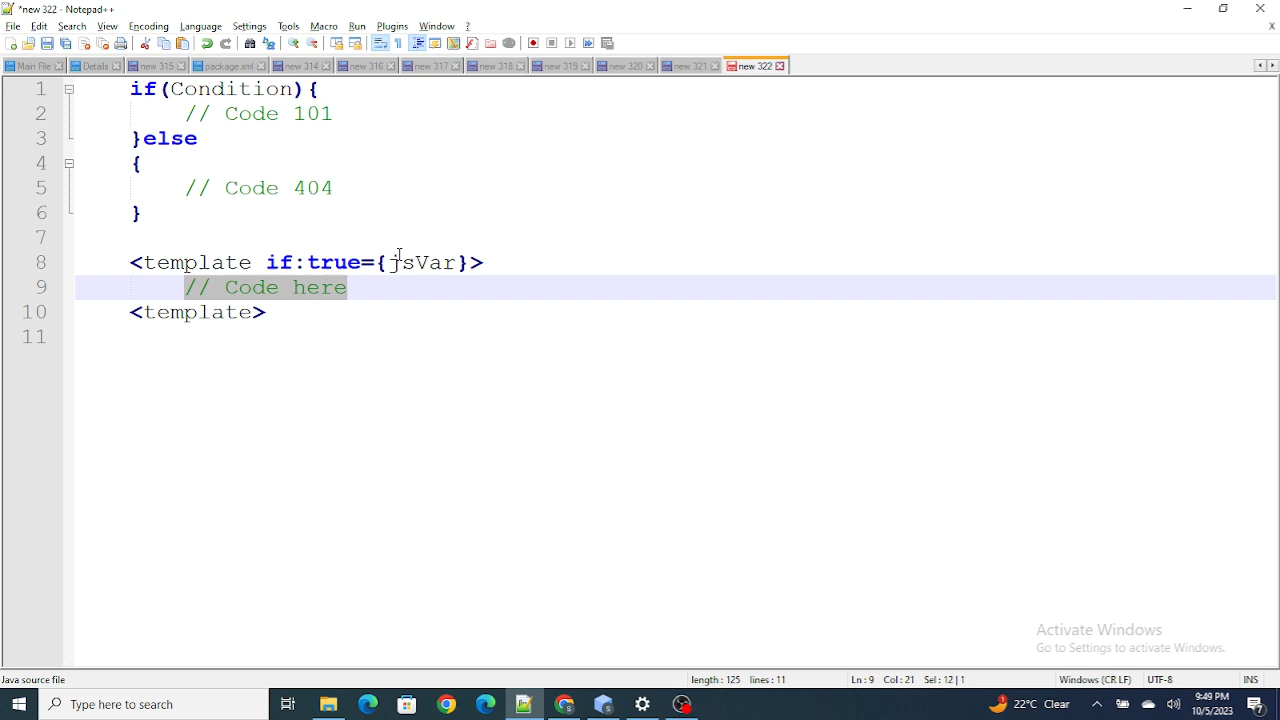 *new 322 - Notepad++
File Edit Search View Encoding Language Settings Tools Macro Run Plugins Window ?
Main File Details new 315 package.xml new 314 new 316 new 317 new 318 new 319 new 320 new 321 new 322
1 if(Condition){
2 // Code 101
3 }else
4 {
5 // Code 404
6 }
7
8 <template if:true={jsVar}>
9 // Code here
10 <template>
11
Activate Windows
Go to Settings to activate Windows.
Java source file length: 125 lines: 11 Ln: 9 Col: 21 Sel: 12 | 1 Windows (CR LF) UTF-8 INS
Type here to search 22°C Clear 9:49 PM
10/5/2023